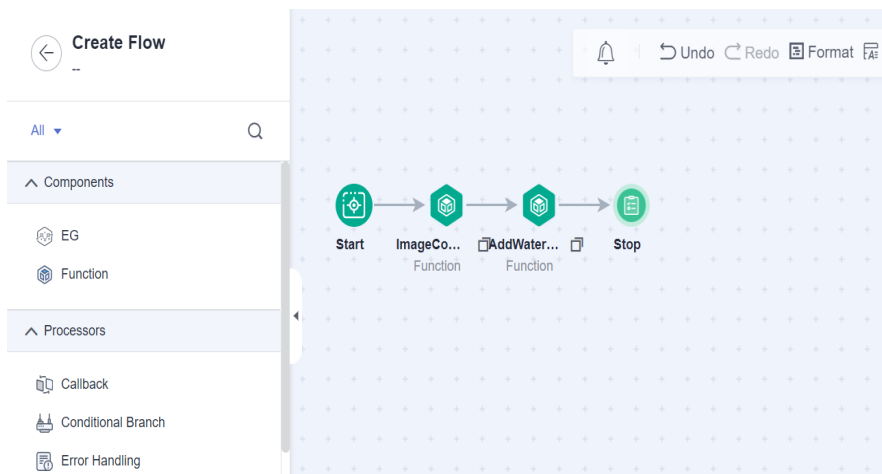 Create Flow
--
Undo Redo Format
All
Components
EG
Function
Processors
Callback
Conditional Branch
Error Handling
Start ImageCo... AddWater... Stop
Function Function